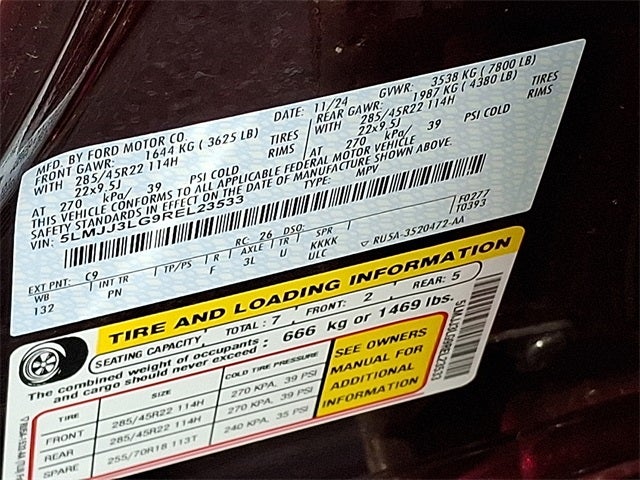 MFD. BY FORD MOTOR CO. DATE: 11/24 GVWR: 3538 KG ( 7800 LB)
FRONT GAWR: 1644 KG ( 3625 LB) REAR GAWR: 1987 KG ( 4380 LB)
WITH 285/45R22 114H TIRES WITH 285/45R22 114H TIRES
22x9.5J RIMS 22x9.5J RIMS
AT 270 kPa/ 39 PSI COLD AT 270 kPa/ 39 PSI COLD
THIS VEHICLE CONFORMS TO ALL APPLICABLE FEDERAL MOTOR VEHICLE
SAFETY STANDARDS IN EFFECT ON THE DATE OF MANUFACTURE SHOWN ABOVE.
VIN: 5LMJJ3LG9REL23533 TYPE: MPV
F0277
T0393
EXT PNT: C9 RC: 26 DSO:
WB INT TR TP/PS R AXLE TR SPR
132 PN F 3L U KKKK
ULC
RU5A-3520472-AA
TIRE AND LOADING INFORMATION
SEATING CAPACITY TOTAL: 7 FRONT: 2 REAR: 5
The combined weight of occupants and cargo should never exceed: 666 kg or 1469 lbs.
TIRE SIZE COLD TIRE PRESSURE
FRONT 285/45R22 114H 270 KPA, 39 PSI
REAR 285/45R22 114H 270 KPA, 39 PSI
SPARE 255/70R18 113T 240 KPA, 35 PSI
SEE OWNERS
MANUAL FOR
ADDITIONAL
INFORMATION
5LMJJ3LG9REL23533